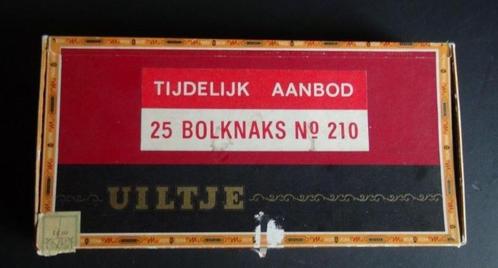 TIJDELIJK AANBOD
25 BOLKNAKS Nº 210
UILTJE